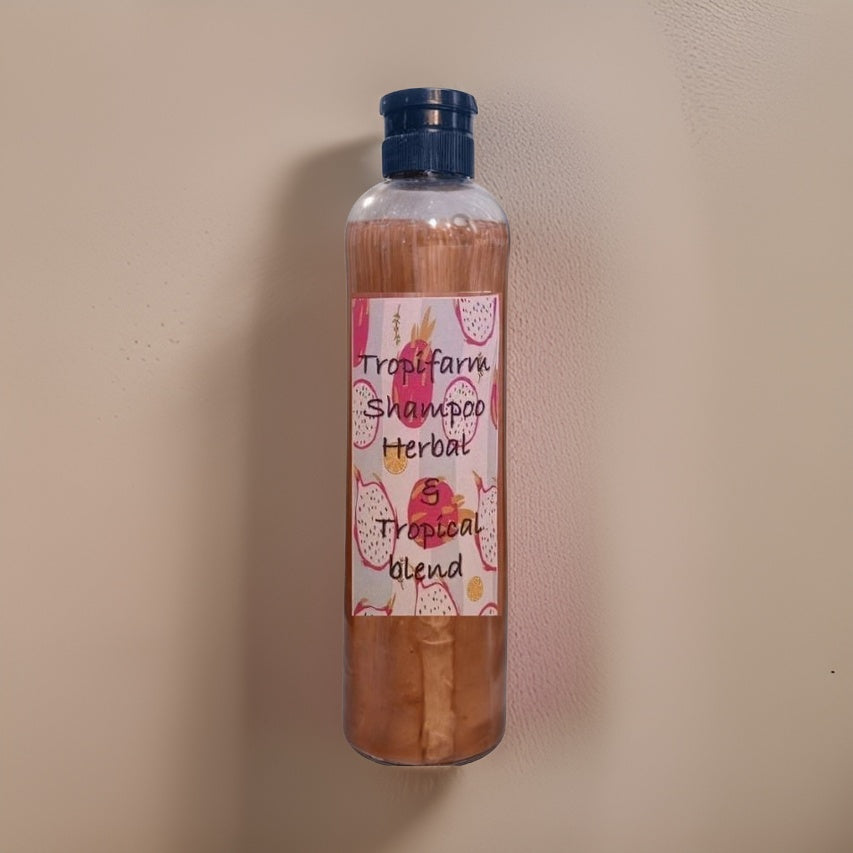 Tropifarm
Shampoo
Herbal
&
Tropical
blend